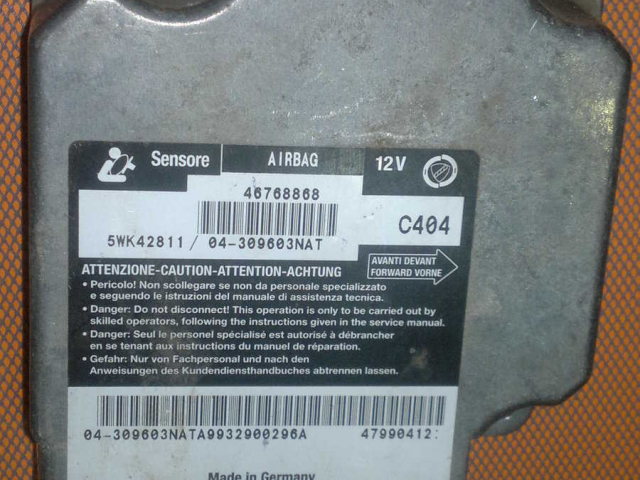 Sensore AIRBAG 12V
46768868
C404
5WK42811 / 04-309603NAT
AVANTI DEVANT
FORWARD VORNE
ATTENZIONE-CAUTION-ATTENTION-ACHTUNG
• Pericolo! Non scollegare se non da personale specializzato
e seguendo le istruzioni del manuale di assistenza tecnica.
• Danger: Do not disconnect! This operation is only to be carried out by
skilled operators, following the instructions given in the service manual.
• Danger: Seul le personel spécialisé est autorisé à débrancher
en se tenant aux instructions du manuel de réparation.
• Gefahr: Nur von Fachpersonal und nach den
Anweisungen des Kundendiensthandbuches abtrennen lassen.
04-309603NATA9932900296A 47990412:
Made in Germany